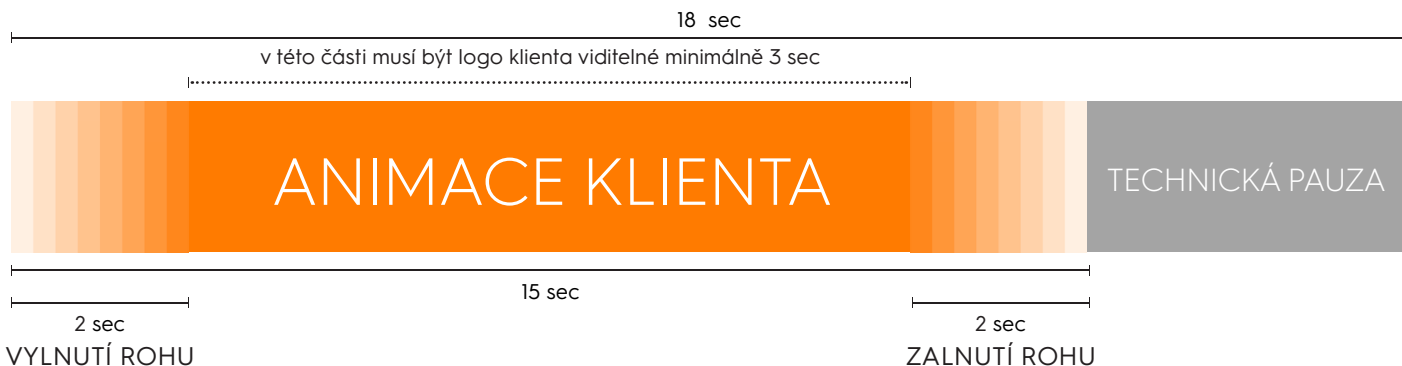 18 sec
v této části musí být logo klienta viditelné minimálně 3 sec
ANIMACE KLIENTA
TECHNICKÁ PAUZA
15 sec
2 sec
2 sec
VYLNUTÍ ROHU
ZALNUTÍ ROHU